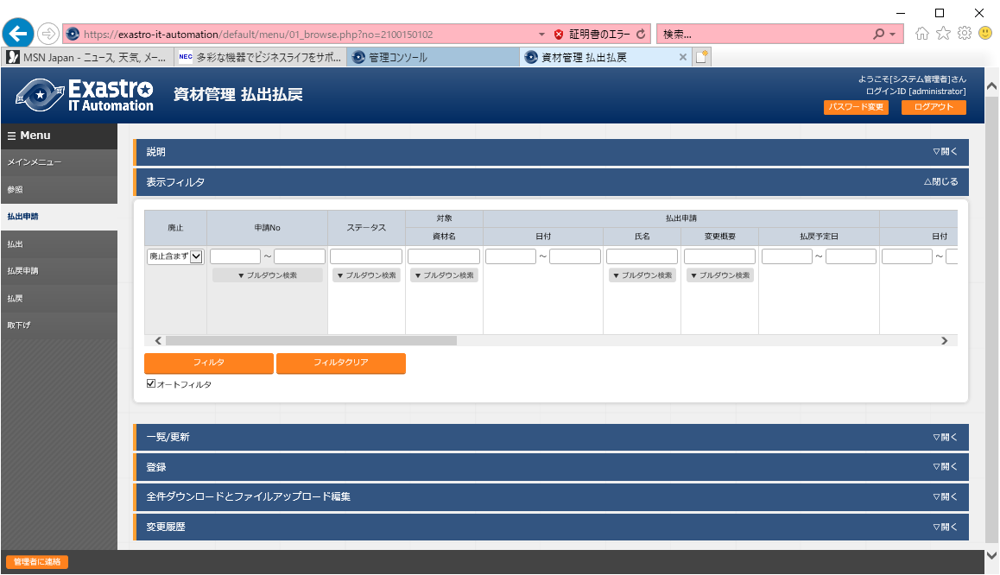 https://exastro-it-automation/default/menu/01_browse.php?no=2100150102
証明書のエラー
検索...
MSN Japan - ニュース, 天気, メー...
NEC 多彩な機器でビジネスライフをサポ...
管理コンソール
資材管理 払出払戻
Exastro
IT Automation
資材管理 払出払戻
ようこそ[システム管理者]さん
ログインID [administrator]
パスワード変更 ログアウト
Menu
メインメニュー
参照
払出申請
払出
払戻申請
払戻
取下げ
説明 ▽開く
表示フィルタ △閉じる
廃止 申請No ステータス 対象 払出申請
資材名 日付 氏名 変更概要 払戻予定日 日付
廃止含まず ～ ～ ～ ～
▼ プルダウン検索 ▼ プルダウン検索 ▼ プルダウン検索 ▼ プルダウン検索 ▼ プルダウン検索
フィルタ フィルタクリア
オートフィルタ
一覧/更新 ▽開く
登録 ▽開く
全件ダウンロードとファイルアップロード編集 ▽開く
変更履歴 ▽開く
管理者に連絡